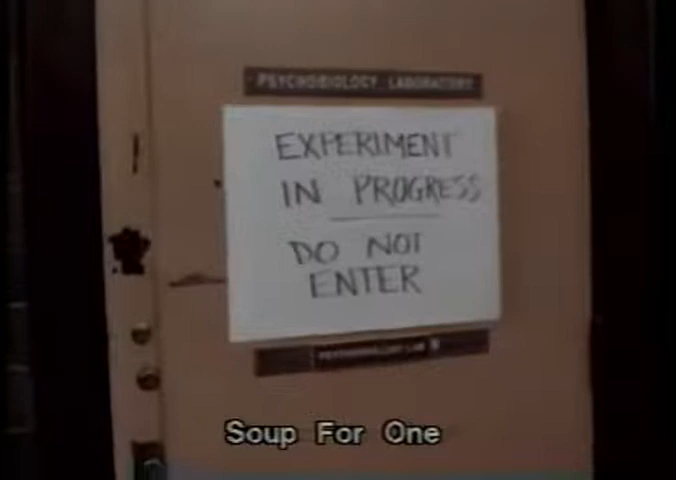 PSYCHOBIOLOGY LABORATORY
EXPERIMENT
IN PROGRESS
DO NOT
ENTER
Soup For One